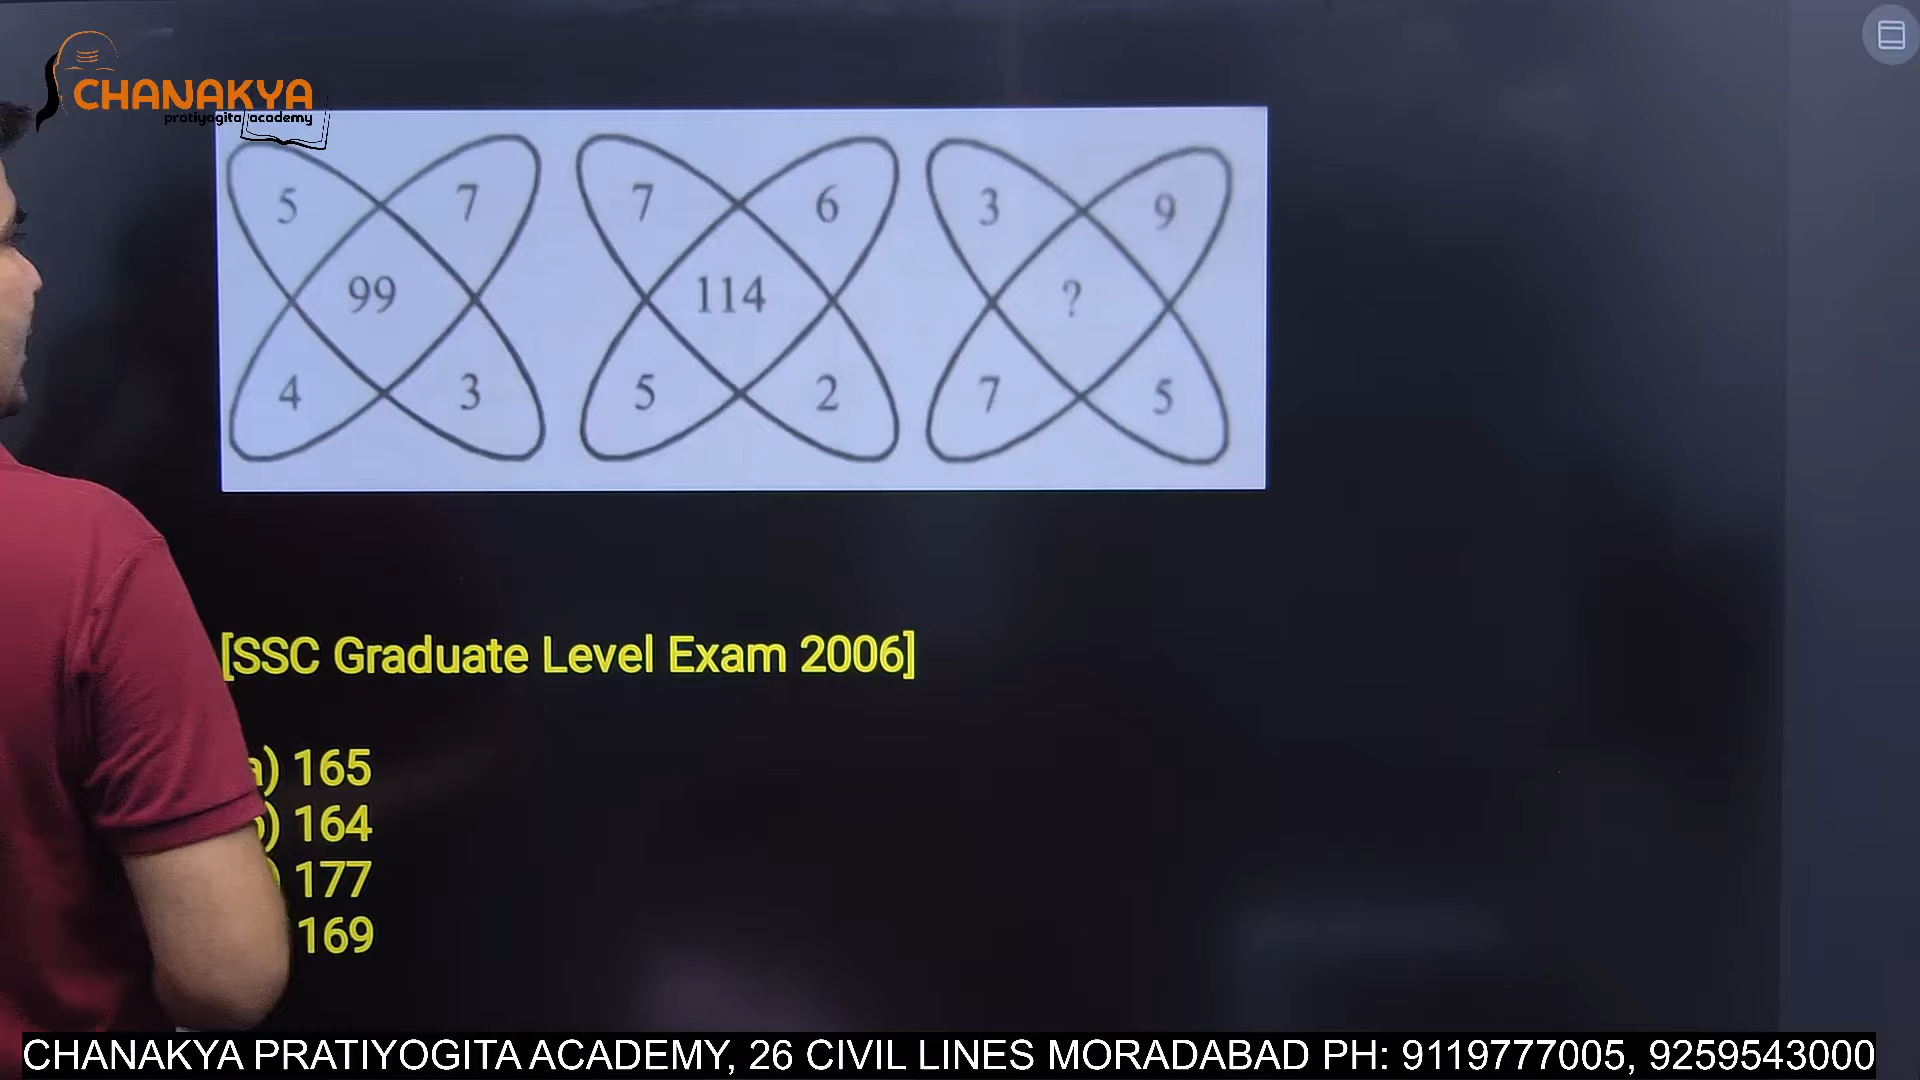 CHANAKYA
pratiyogita academy
5 7 7 6 3 9
99 114 ?
4 3 5 2 7 5
[SSC Graduate Level Exam 2006]
a) 165
b) 164
) 177
169
CHANAKYA PRATIYOGITA ACADEMY, 26 CIVIL LINES MORADABAD PH: 9119777005, 9259543000